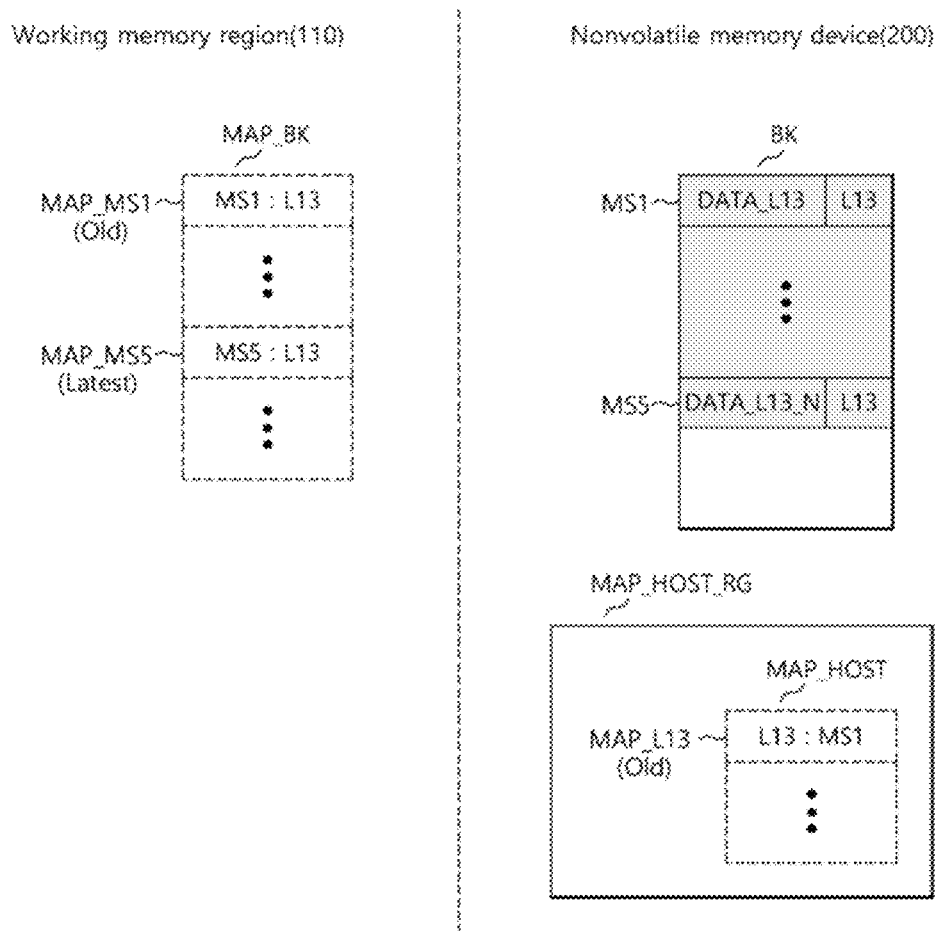 Working memory region(110)
Nonvolatile memory device(200)
MAP_BK
MAP_MS1
(Old)
MS1 : L13
MAP_MS5
(Latest)
MS5 : L13
BK
MS1
DATA_L13
L13
MS5
DATA_L13_N
L13
MAP_HOST_RG
MAP_HOST
MAP_L13
(Old)
L13 : MS1